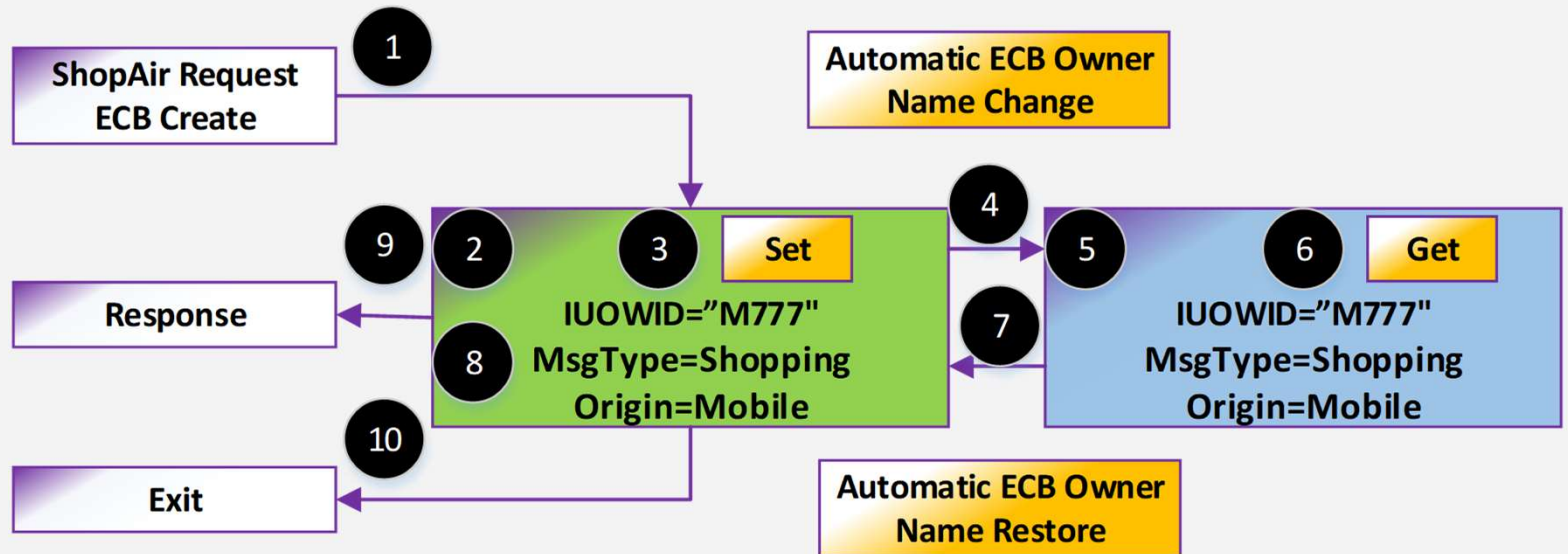 1
ShopAir Request
ECB Create
Automatic ECB Owner
Name Change
4
9
2
3
Set
5
6
Get
Response
IUOWID=”M777"
MsgType=Shopping
Origin=Mobile
7
IUOWID=”M777"
MsgType=Shopping
Origin=Mobile
8
10
Exit
Automatic ECB Owner
Name Restore